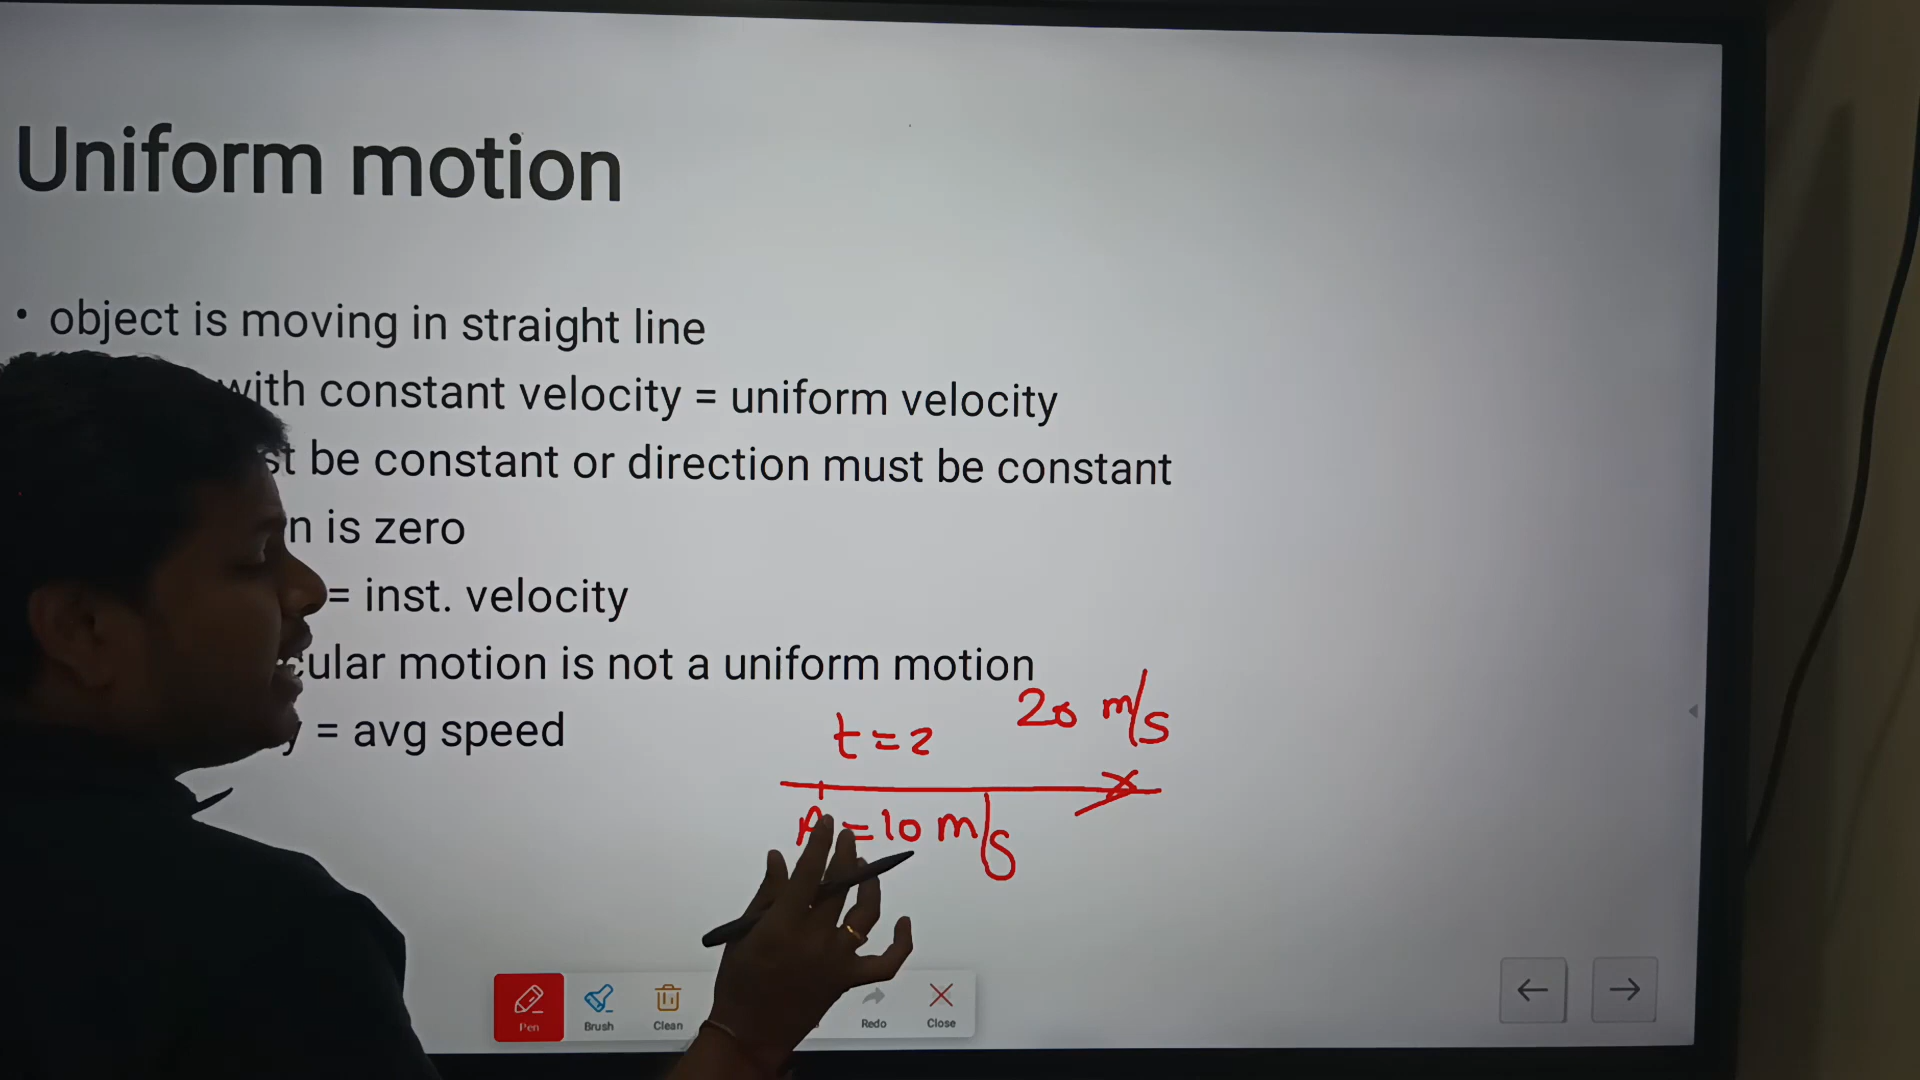 Uniform motion
• object is moving in straight line
with constant velocity = uniform velocity
be constant or direction must be constant
is zero
= inst. velocity
motion is not a uniform motion
= avg speed
20 m/s
t=2
A=10 m/s
Pen
Brush
Clean
Redo
Close